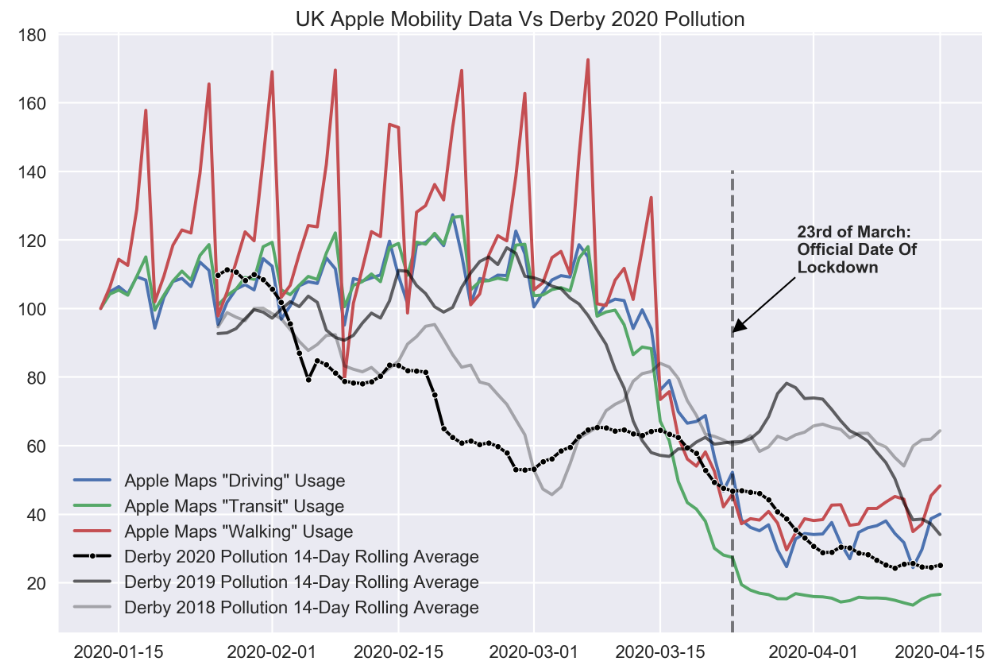 UK Apple Mobility Data Vs Derby 2020 Pollution
180
160
140
120
100
80
60
40
20
23rd of March:
Official Date Of
Lockdown
Apple Maps "Driving" Usage
Apple Maps "Transit" Usage
Apple Maps "Walking" Usage
Derby 2020 Pollution 14-Day Rolling Average
Derby 2019 Pollution 14-Day Rolling Average
Derby 2018 Pollution 14-Day Rolling Average
2020-01-15
2020-02-01
2020-02-15
2020-03-01
2020-03-15
2020-04-01
2020-04-15